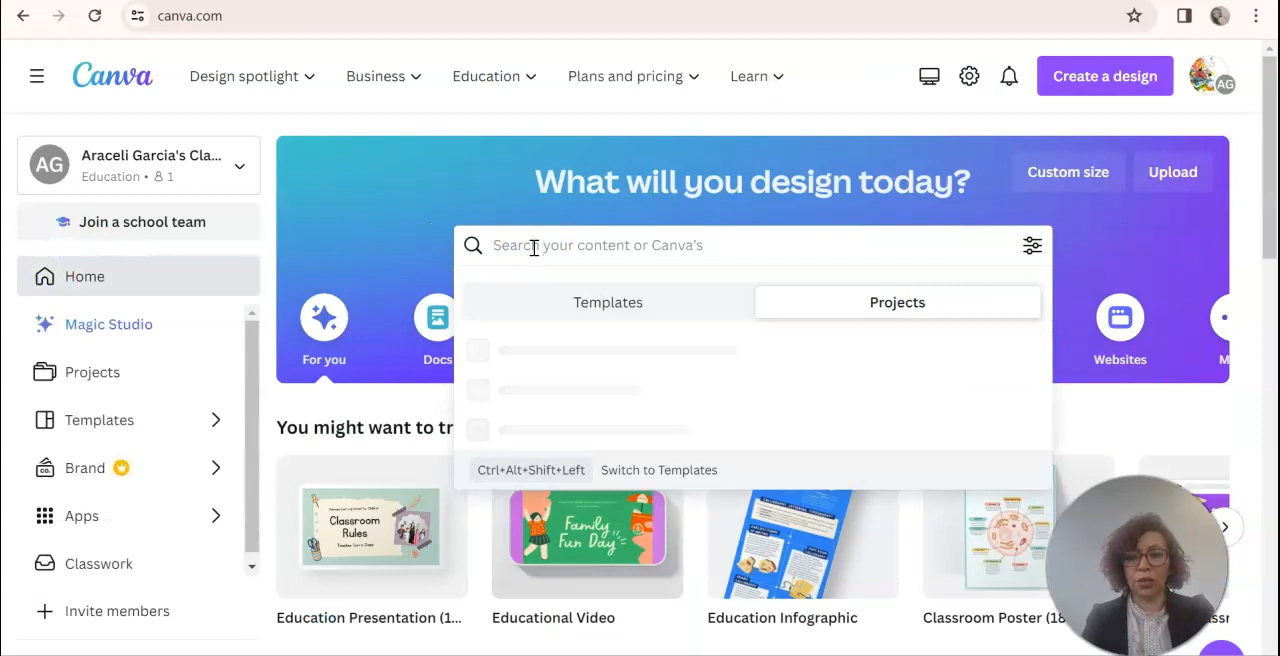 canva.com
Canva
Design spotlight
Business
Education
Plans and pricing
Learn
Create a design
AG
AG
Araceli Garcia's Cla...
Education • 1
Join a school team
Home
Magic Studio
Projects
Templates
Brand
Apps
Classwork
Invite members
What will you design today?
Custom size
Upload
Search your content or Canva's
Templates
Projects
For you
Docs
Websites
Ctrl+Alt+Shift+Left
Switch to Templates
You might want to tr
Classroom
Rules
Family
Fun Day
Education Presentation (1...
Educational Video
Education Infographic
Classroom Poster (18